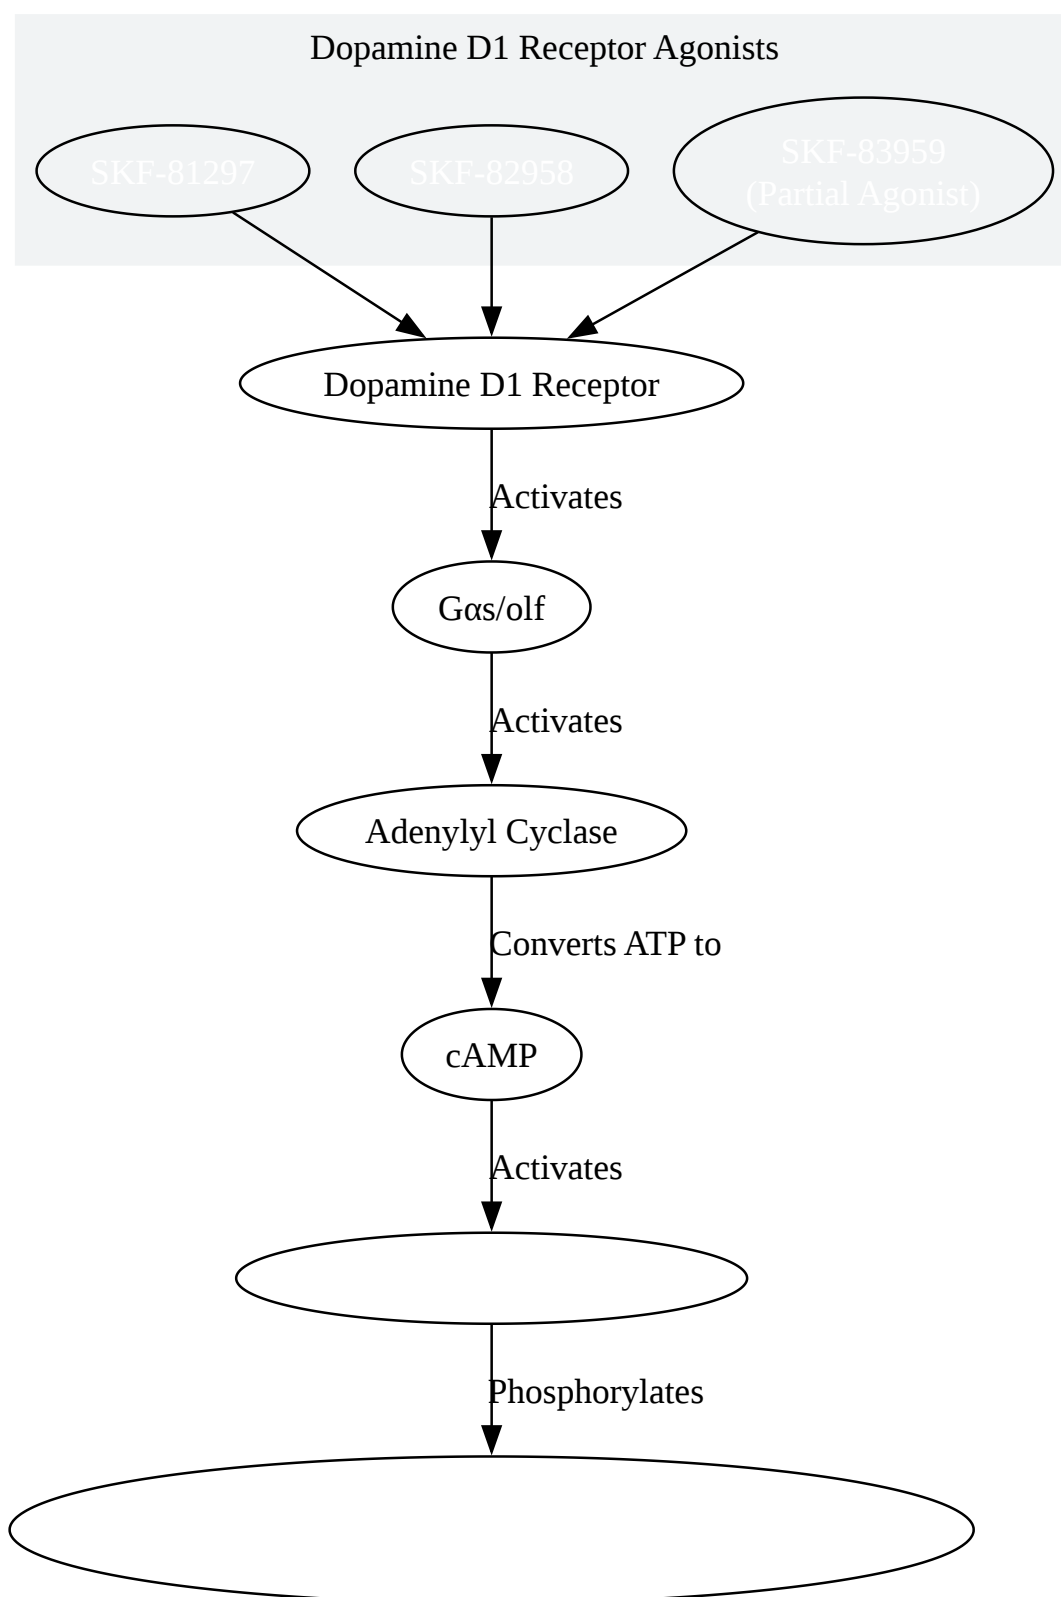 Dopamine D1 Receptor Agonists
SKF-81297
SKF-82958
SKF-83959
(Partial Agonist)
Dopamine D1 Receptor
Activates
Gαs/olf
Activates
Adenylyl Cyclase
Converts ATP to
cAMP
Activates
Phosphorylates